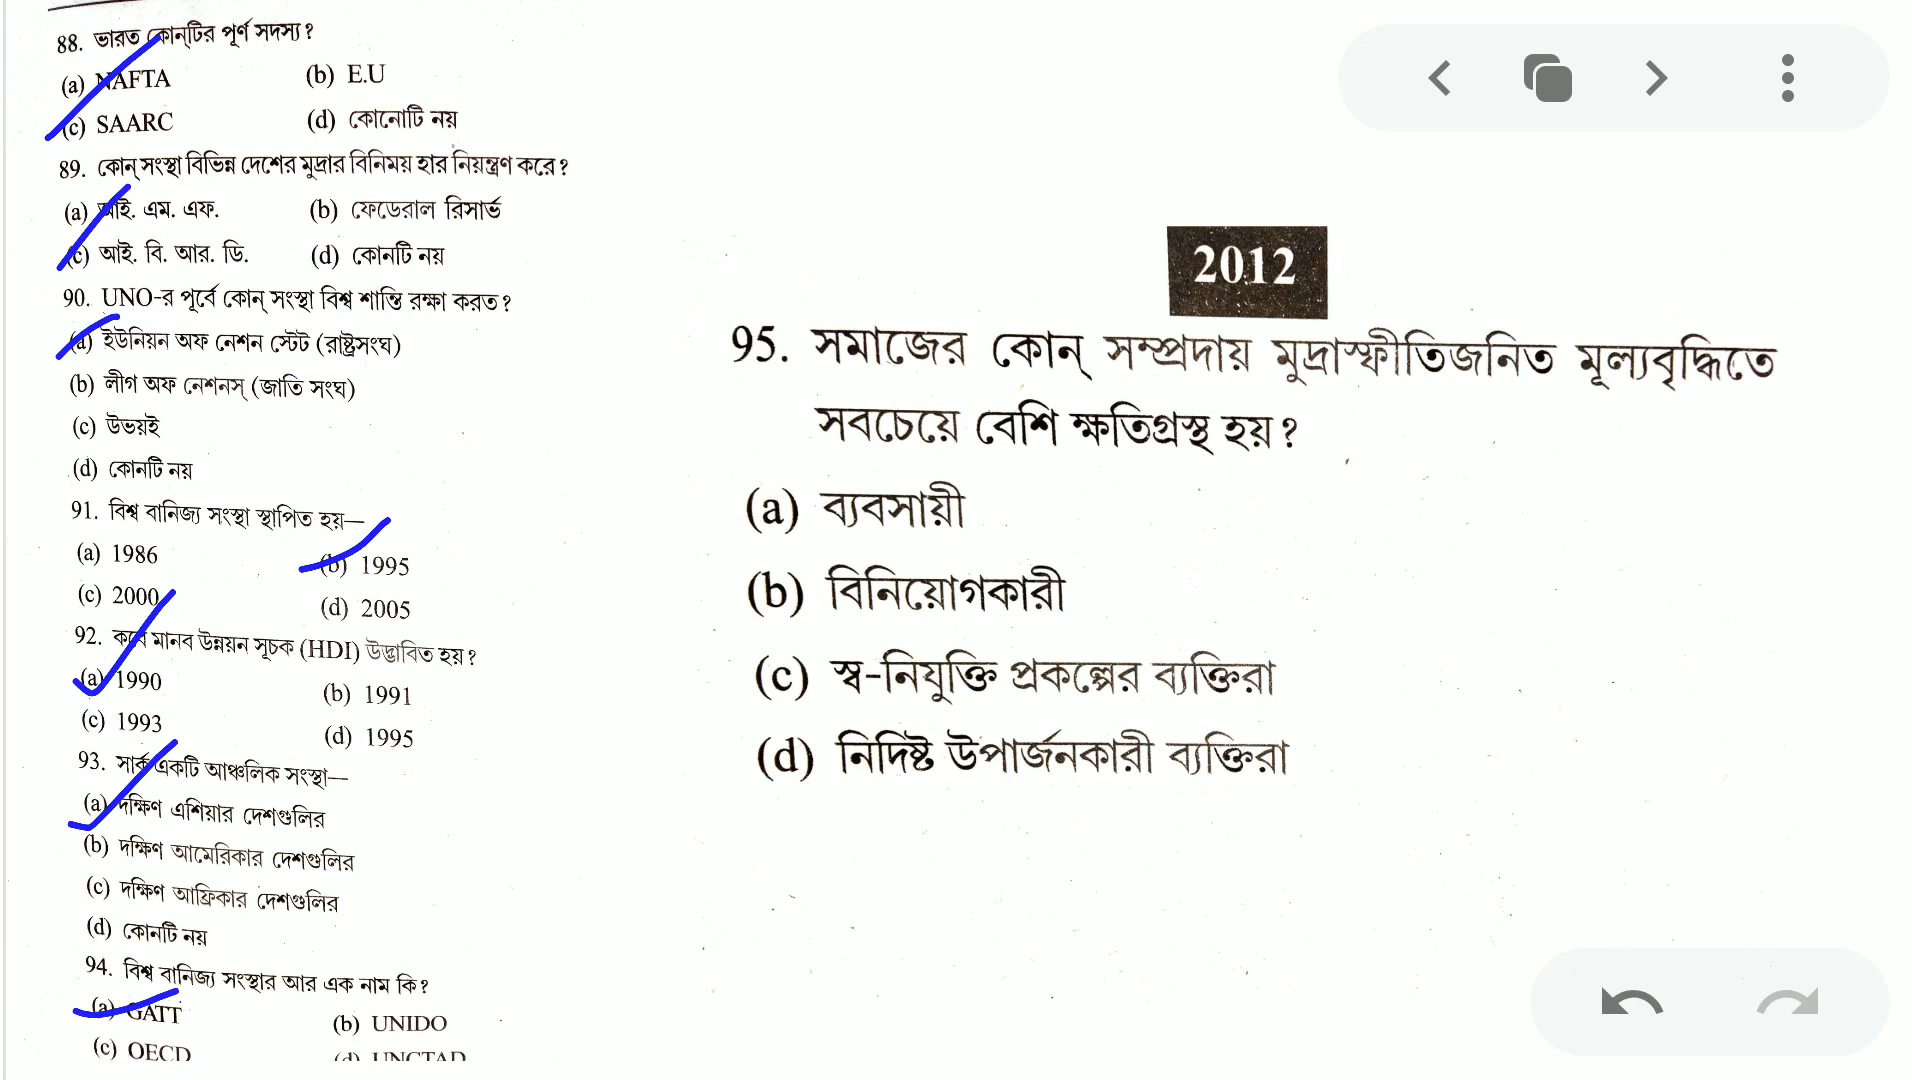 88. ভারত কোন্‌টির পূর্ণ সদস্য?
(a) NAFTA (b) E.U
(c) SAARC (d) কোনোটি নয়
89. কোন্ সংস্থা বিভিন্ন দেশের মুদ্রার বিনিময় হার নিয়ন্ত্রণ করে?
(a) আই. এম. এফ. (b) ফেডেরাল রিসার্ভ
(c) আই. বি. আর. ডি. (d) কোনটি নয়
90. UNO-র পূর্বে কোন্ সংস্থা বিশ্ব শান্তি রক্ষা করত?
(a) ইউনিয়ন অফ নেশন স্টেট (রাষ্ট্রসংঘ)
(b) লীগ অফ নেশনস্ (জাতি সংঘ)
(c) উভয়ই
(d) কোনটি নয়
91. বিশ্ব বানিজ্য সংস্থা স্থাপিত হয়—
(a) 1986 (b) 1995
(c) 2000 (d) 2005
92. কবে মানব উন্নয়ন সূচক (HDI) উদ্ভাবিত হয়?
(a) 1990 (b) 1991
(c) 1993 (d) 1995
93. সার্ক একটি আঞ্চলিক সংস্থা—
(a) দক্ষিণ এশিয়ার দেশগুলির
(b) দক্ষিণ আমেরিকার দেশগুলির
(c) দক্ষিণ আফ্রিকার দেশগুলির
(d) কোনটি নয়
94. বিশ্ব বানিজ্য সংস্থার আর এক নাম কি?
(a) GATT (b) UNIDO
(c) OECD (d) UNCTAD
2012
95. সমাজের কোন্ সম্প্রদায় মুদ্রাস্ফীতিজনিত মূল্যবৃদ্ধিতে
সবচেয়ে বেশি ক্ষতিগ্রস্থ হয়?
(a) ব্যবসায়ী
(b) বিনিয়োগকারী
(c) স্ব-নিযুক্তি প্রকল্পের ব্যক্তিরা
(d) নিদিষ্ট উপার্জনকারী ব্যক্তিরা